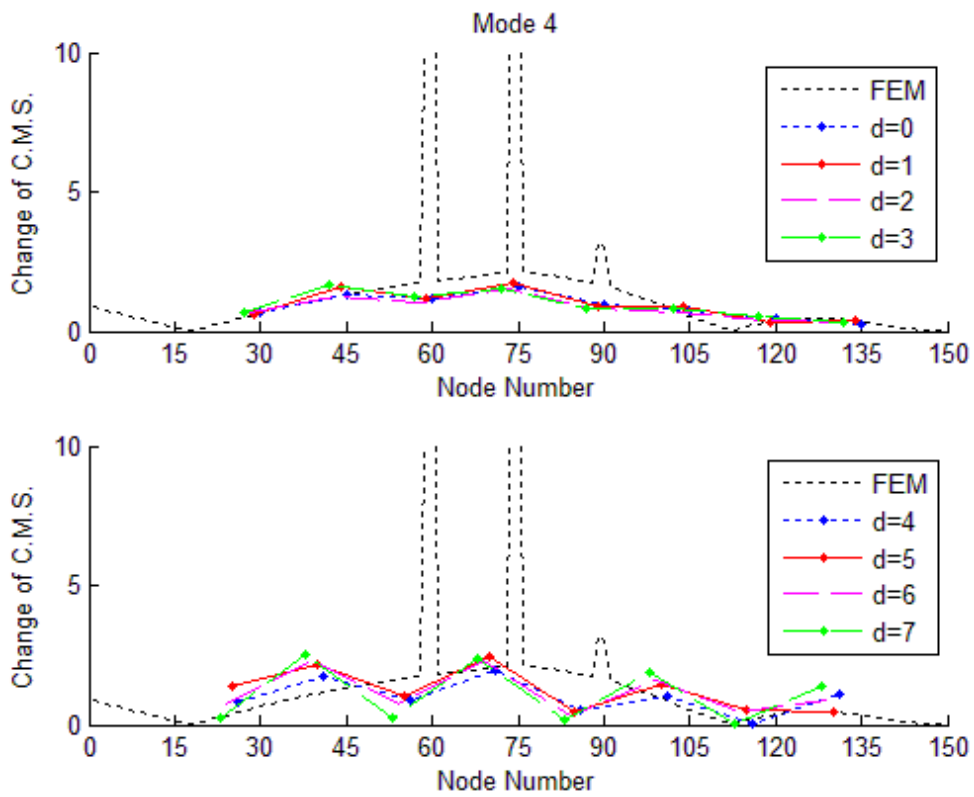 Mode 4
Change of C.M.S.
10
5
0
0 15 30 45 60 75 90 105 120 135 150
Node Number
FEM
d=0
d=1
d=2
d=3
Change of C.M.S.
10
5
0
0 15 30 45 60 75 90 105 120 135 150
Node Number
FEM
d=4
d=5
d=6
d=7